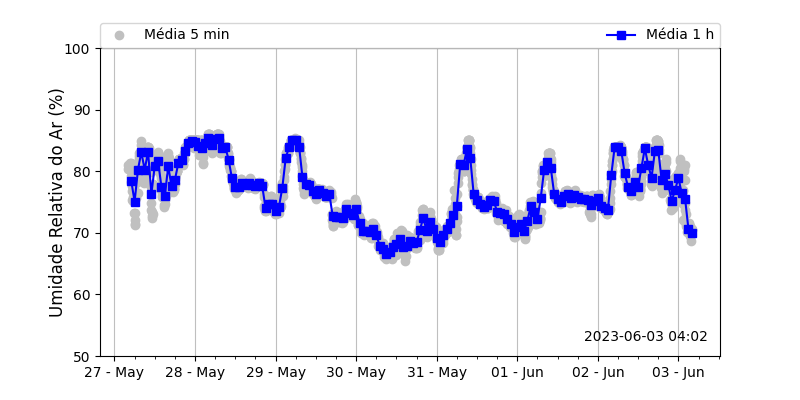 Média 5 min
Média 1 h
Umidade Relativa do Ar (%)
100
90
80
70
60
50
2023-06-03 04:02
27 - May
28 - May
29 - May
30 - May
31 - May
01 - Jun
02 - Jun
03 - Jun